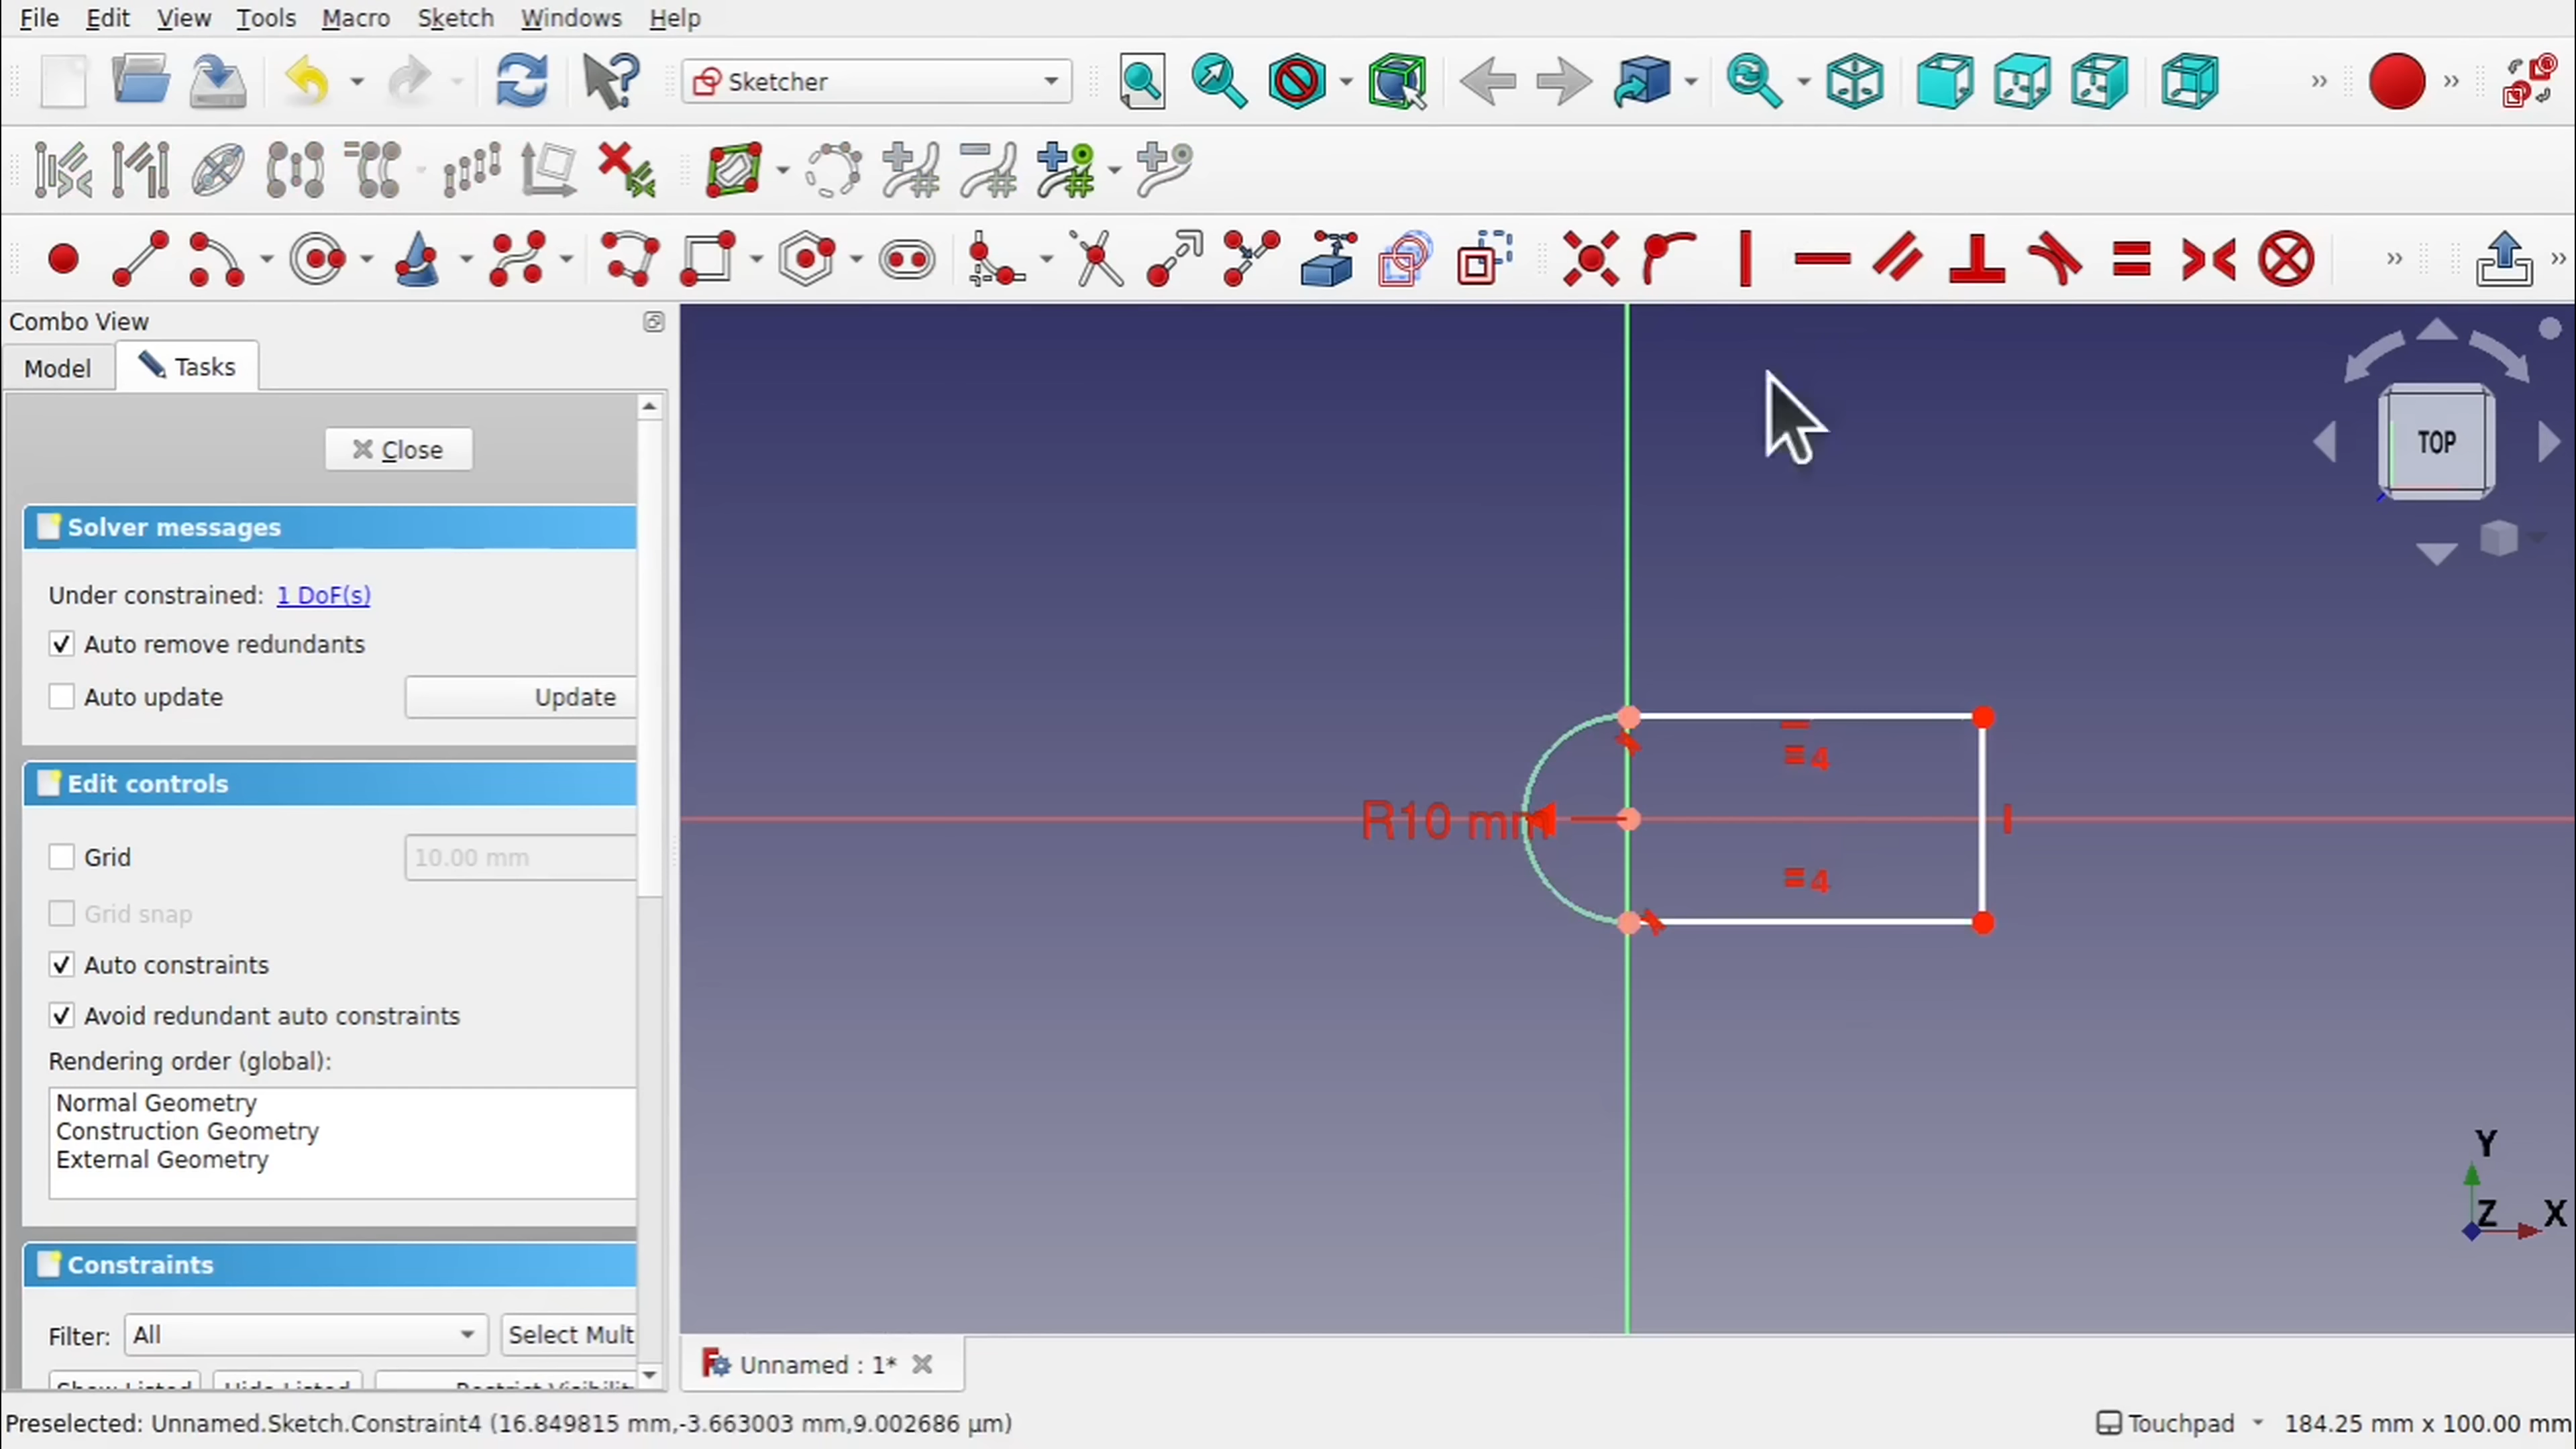 File Edit View Tools Macro Sketch Windows Help
Sketcher
Combo View
Model Tasks
Close
Solver messages
Under constrained: 1 DoF(s)
Auto remove redundants
Auto update Update
Edit controls
Grid 10.00 mm
Grid snap
Auto constraints
Avoid redundant auto constraints
Rendering order (global):
Normal Geometry
Construction Geometry
External Geometry
Constraints
Filter: All Select Mult
TOP
4
R10 mm
4
Y
Z X
Unnamed : 1*
Preselected: Unnamed.Sketch.Constraint4 (16.849815 mm,-3.663003 mm,9.002686 µm) Touchpad 184.25 mm x 100.00 mm